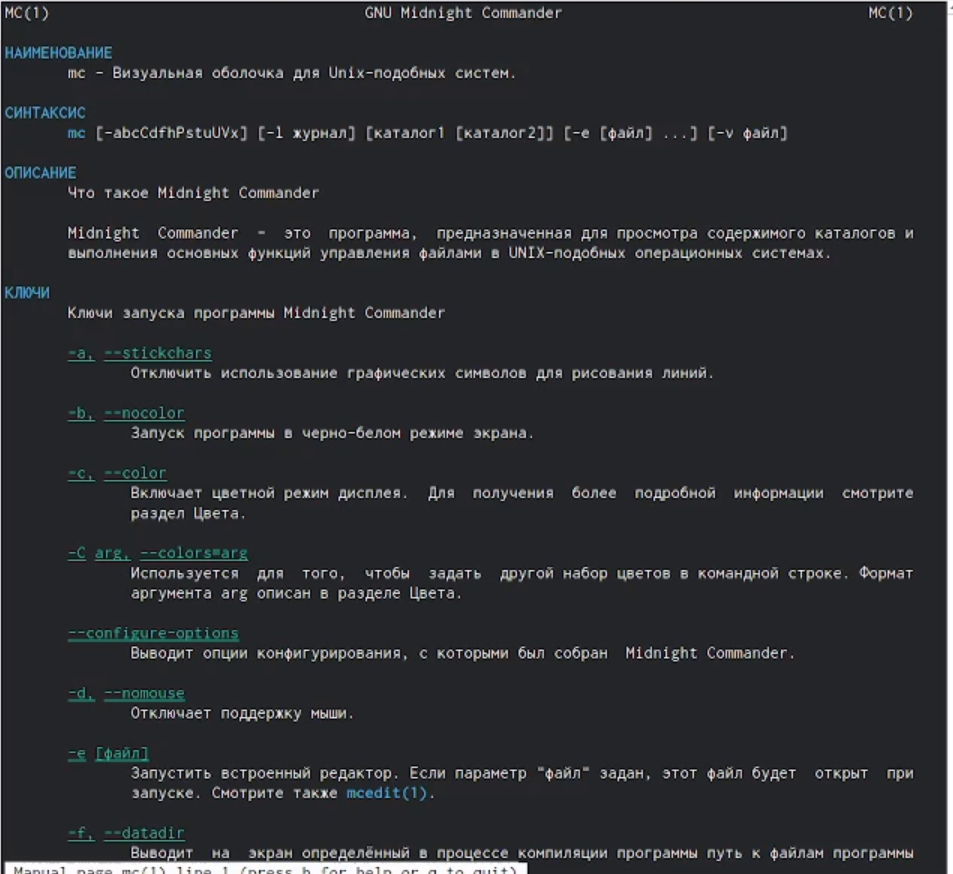 MC(1) GNU Midnight Commander MC(1)
НАИМЕНОВАНИЕ
mc - Визуальная оболочка для Unix-подобных систем.
СИНТАКСИС
mc [-abcCdfhPstuUVx] [-l журнал] [каталог1 [каталог2]] [-e [файл] ...] [-v файл]
ОПИСАНИЕ
Что такое Midnight Commander
Midnight Commander - это программа, предназначенная для просмотра содержимого каталогов и
выполнения основных функций управления файлами в UNIX-подобных операционных системах.
КЛЮЧИ
Ключи запуска программы Midnight Commander
-a, --stickchars
Отключить использование графических символов для рисования линий.
-b, --nocolor
Запуск программы в черно-белом режиме экрана.
-c, --color
Включает цветной режим дисплея. Для получения более подробной информации смотрите
раздел Цвета.
-C arg, --colors=arg
Используется для того, чтобы задать другой набор цветов в командной строке. Формат
аргумента arg описан в разделе Цвета.
--configure-options
Выводит опции конфигурирования, с которыми был собран Midnight Commander.
-d, --nomouse
Отключает поддержку мыши.
-e [файл]
Запустить встроенный редактор. Если параметр "файл" задан, этот файл будет открыт при
запуске. Смотрите также mcedit(1).
-f, --datadir
Выводит на экран определённый в процессе компиляции программы путь к файлам программы
Manual page mc(1) line 1 (press h for help or q to quit)